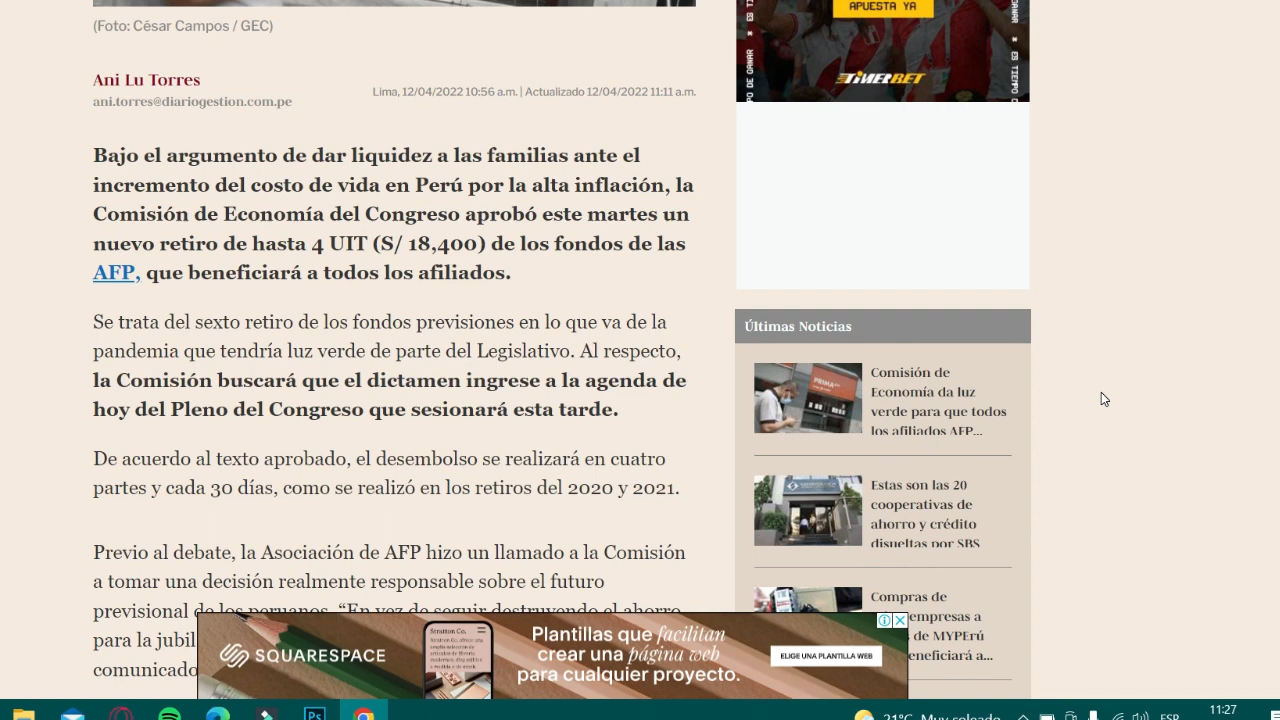 (Foto: César Campos / GEC)
Ani Lu Torres
ani.torres@diariogestion.com.pe
Lima, 12/04/2022 10:56 a.m. | Actualizado 12/04/2022 11:11 a.m.
Bajo el argumento de dar liquidez a las familias ante el
incremento del costo de vida en Perú por la alta inflación, la
Comisión de Economía del Congreso aprobó este martes un
nuevo retiro de hasta 4 UIT (S/ 18,400) de los fondos de las
AFP, que beneficiará a todos los afiliados.
Se trata del sexto retiro de los fondos previsiones en lo que va de la
pandemia que tendría luz verde de parte del Legislativo. Al respecto,
la Comisión buscará que el dictamen ingrese a la agenda de
hoy del Pleno del Congreso que sesionará esta tarde.
De acuerdo al texto aprobado, el desembolso se realizará en cuatro
partes y cada 30 días, como se realizó en los retiros del 2020 y 2021.
Previo al debate, la Asociación de AFP hizo un llamado a la Comisión
a tomar una decisión realmente responsable sobre el futuro
previsional de los peruanos. “En vez de seguir destruyendo el ahorro
para la jubil
comunicado
APUESTA YA
TIMERBET
Últimas Noticias
PRIMA
Comisión de
Economía da luz
verde para que todos
los afiliados AFP...
Estas son las 20
cooperativas de
ahorro y crédito
disueltas por SBS
Compras de
empresas a
de MYPErú
eneficiará a...
SQUARESPACE
Stratton Co.
Plantillas que facilitan
crear una página web
para cualquier proyecto.
ELIGE UNA PLANTILLA WEB
Ps
21°C Muy soleado
ESP
11:27